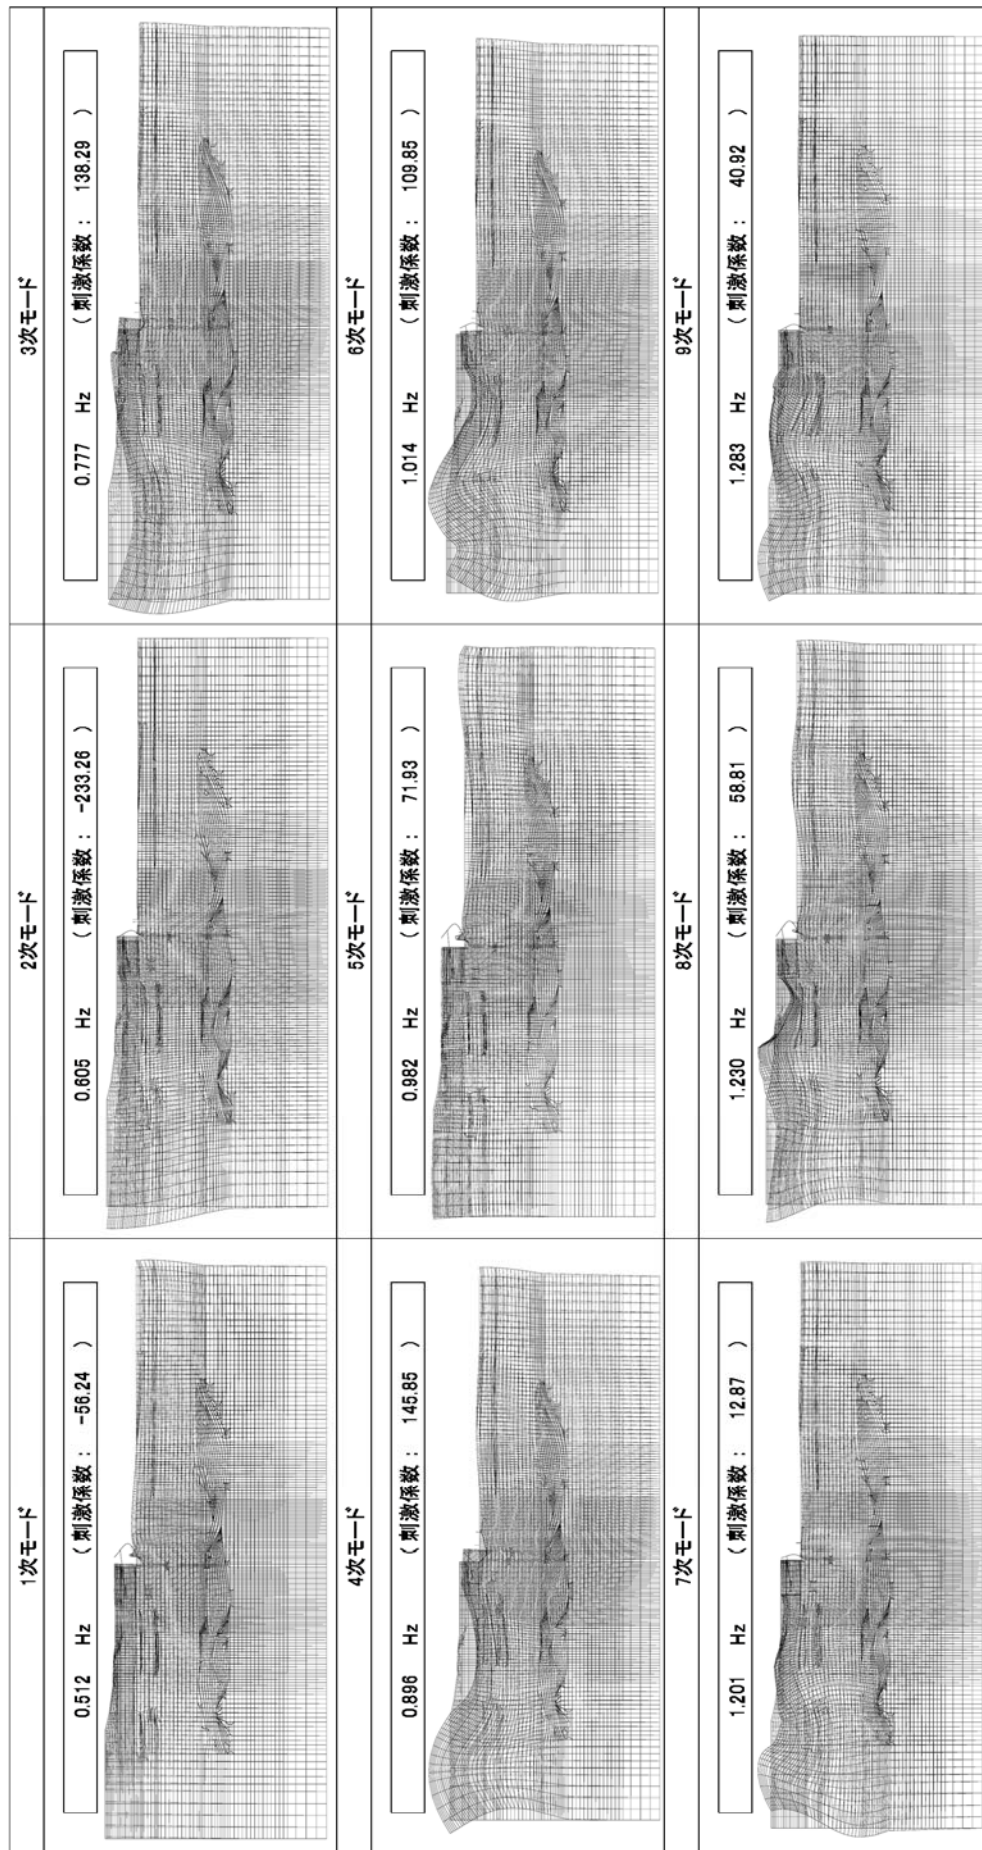 1次モード
0.512 Hz (刺激係数: -56.24 )
2次モード
0.605 Hz (刺激係数: -233.26 )
3次モード
0.777 Hz (刺激係数: 138.29 )
4次モード
0.896 Hz (刺激係数: 145.85 )
5次モード
0.982 Hz (刺激係数: 71.93 )
6次モード
1.014 Hz (刺激係数: 109.85 )
7次モード
1.201 Hz (刺激係数: 12.87 )
8次モード
1.230 Hz (刺激係数: 58.81 )
9次モード
1.283 Hz (刺激係数: 40.92 )